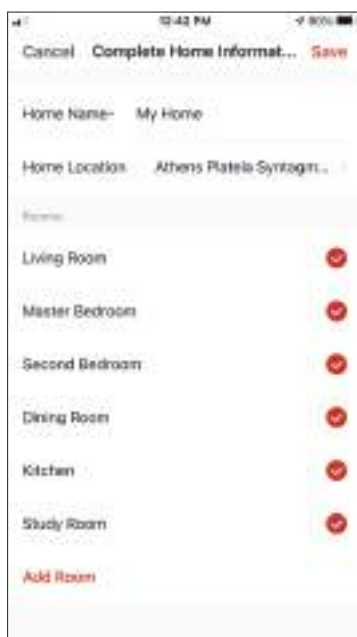 12:42 PM 80%
Cancel Complete Home Informat... Save
Home Name- My Home
Home Location Athens Plateia Syntagm...
Rooms
Living Room
Master Bedroom
Second Bedroom
Dining Room
Kitchen
Study Room
Add Room